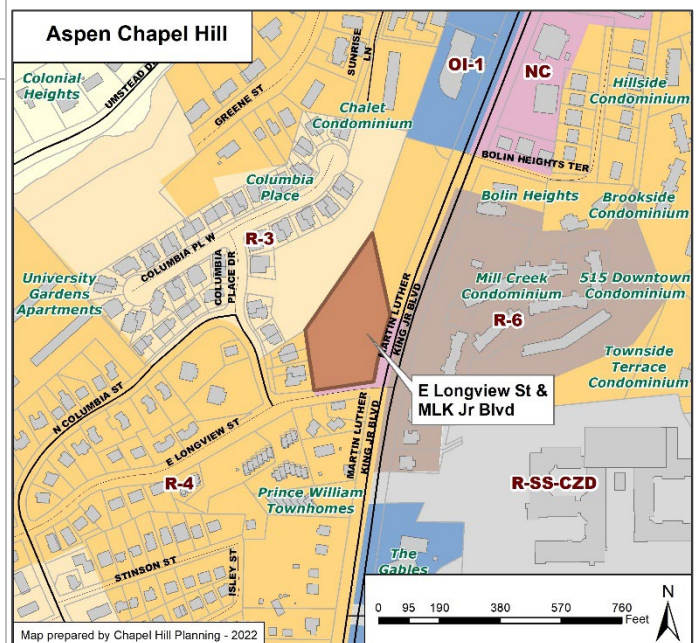 Aspen Chapel Hill
Colonial
Heights
UMSTEAD DR
GREENE ST
SUNRISE
LN
OI-1
NC
Hillside
Condominium
Chalet
Condominium
BOLIN HEIGHTS TER
Columbia
Place
Bolin Heights
Brookside
Condominium
R-3
COLUMBIA PL W
COLUMBIA
PLACE DR
University
Gardens
Apartments
Mill Creek
Condominium
515 Downtown
Condominium
R-6
MARTIN LUTHER
KING JR BLVD
E Longview St &
MLK Jr Blvd
Townside
Terrace
Condominium
N COLUMBIA ST
E LONGVIEW ST
MARTIN LUTHER
KING JR BLVD
R-SS-CZD
R-4
Prince William
Townhomes
STINSON ST
ISLEY ST
The
Gables
0 95 190 380 570 760
Feet
N
Map prepared by Chapel Hill Planning - 2022